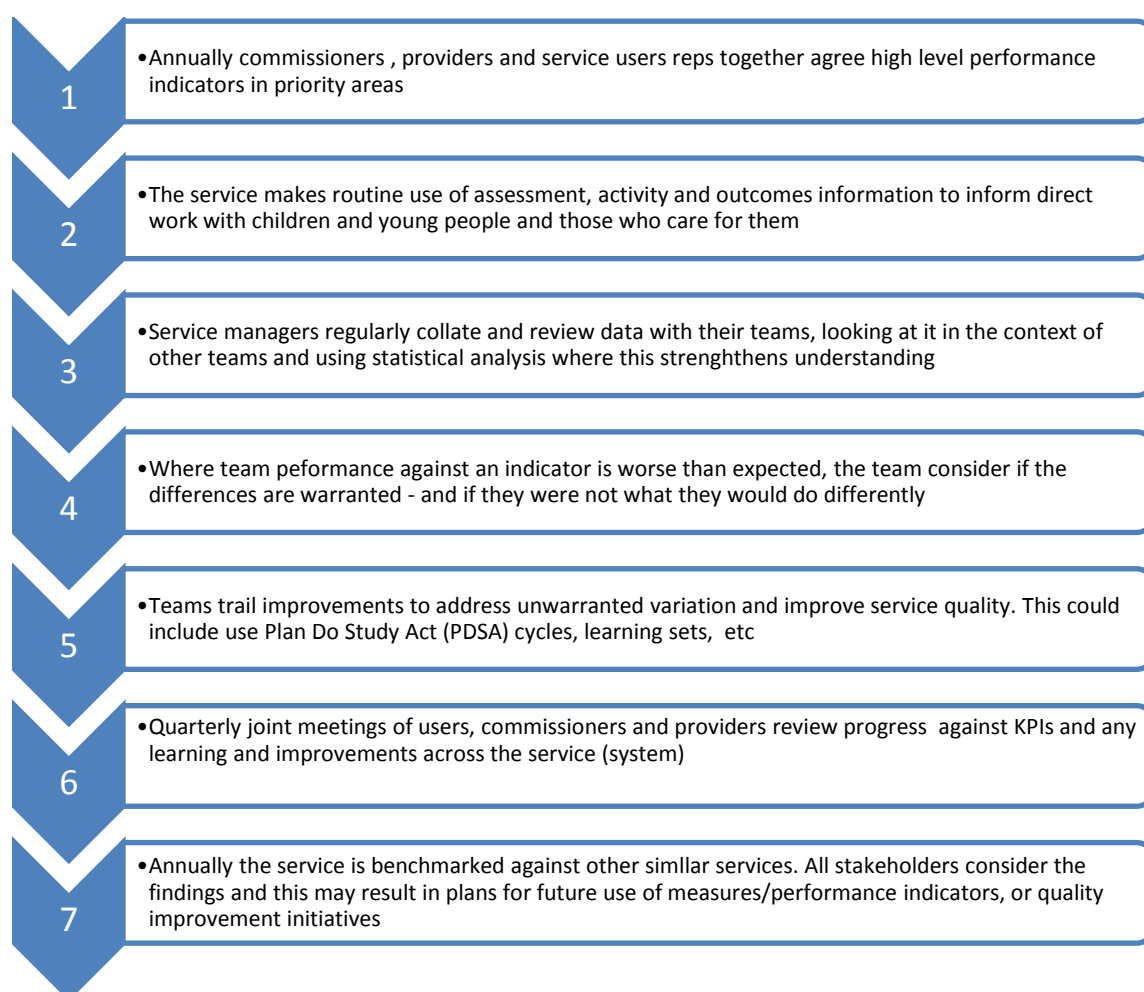 1
•Annually commissioners , providers and service users reps together agree high level performance
indicators in priority areas
2
•The service makes routine use of assessment, activity and outcomes information to inform direct
work with children and young people and those who care for them
3
•Service managers regularly collate and review data with their teams, looking at it in the context of
other teams and using statistical analysis where this strenghthens understanding
4
•Where team peformance against an indicator is worse than expected, the team consider if the
differences are warranted - and if they were not what they would do differently
5
•Teams trail improvements to address unwarranted variation and improve service quality. This could
include use Plan Do Study Act (PDSA) cycles, learning sets,  etc
6
•Quarterly joint meetings of users, commissioners and providers review progress  against KPIs and any
learning and improvements across the service (system)
7
•Annually the service is benchmarked against other simllar services. All stakeholders consider the
findings and this may result in plans for future use of measures/performance indicators, or quality
improvement initiatives